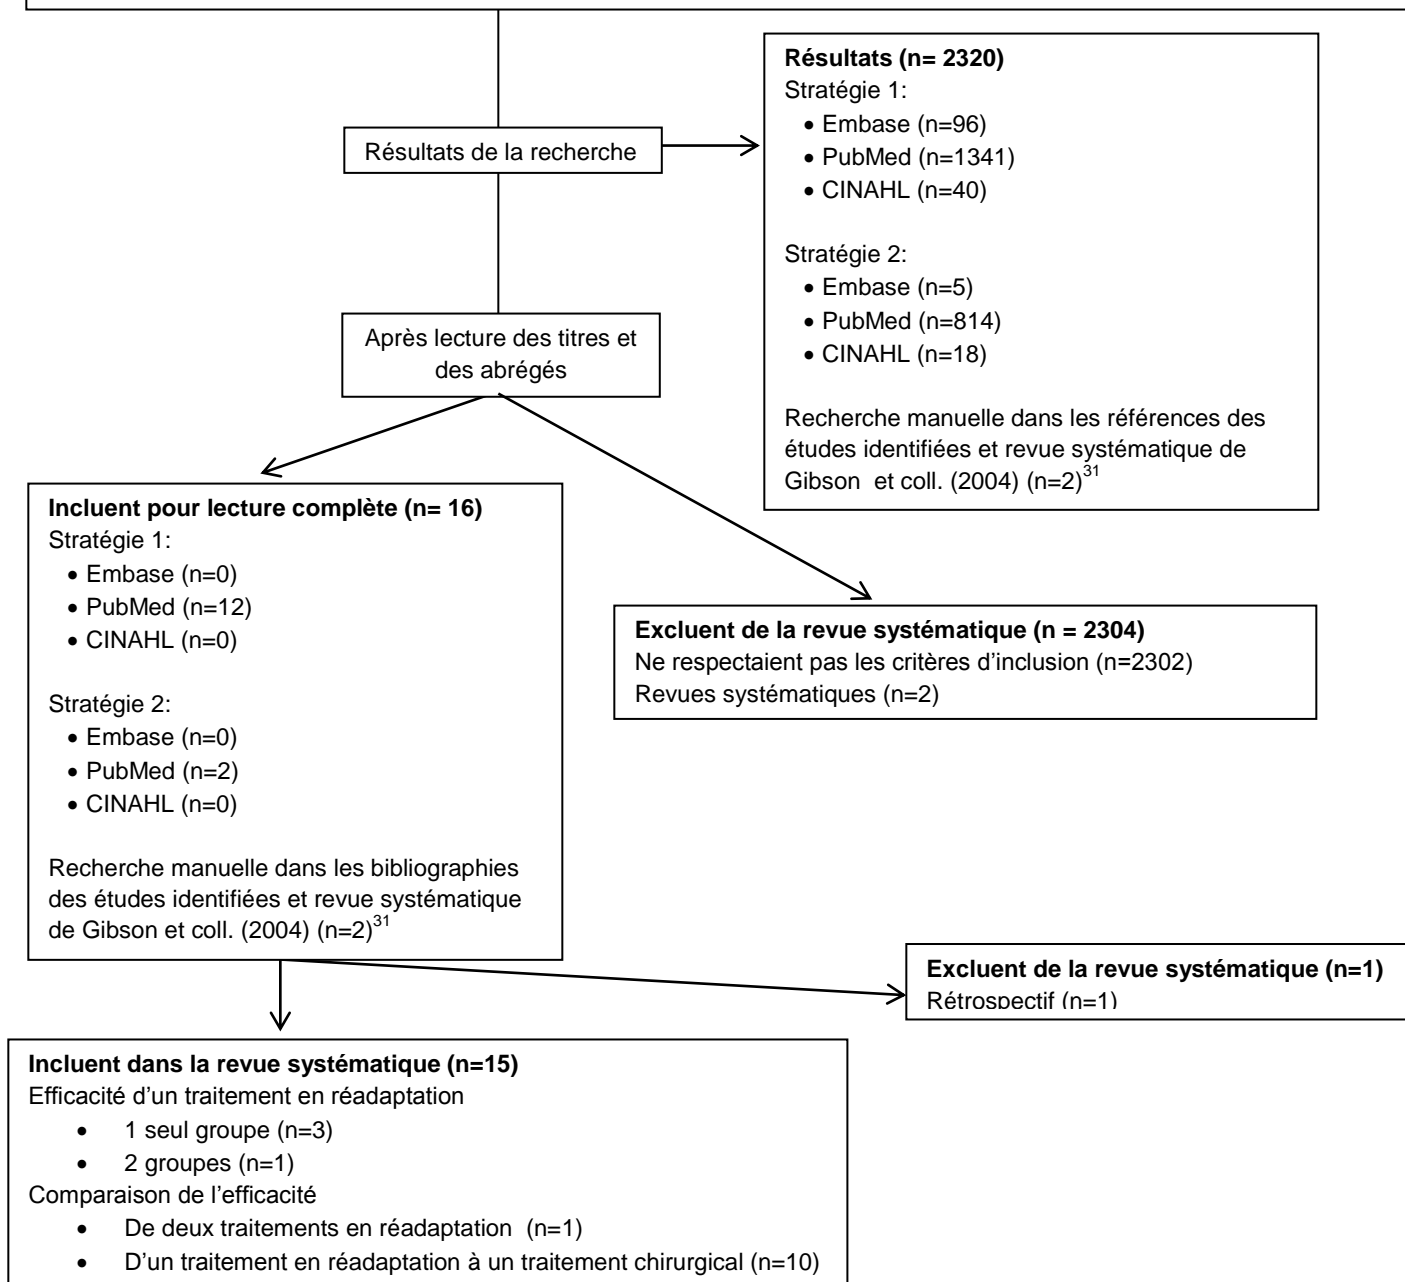 Résultats (n= 2320)
Stratégie 1:
• Embase (n=96)
• PubMed (n=1341)
• CINAHL (n=40)
Stratégie 2:
• Embase (n=5)
• PubMed (n=814)
• CINAHL (n=18)
Recherche manuelle dans les références des
études identifiées et revue systématique de
Gibson et coll. (2004) (n=2)31
Résultats de la recherche
Après lecture des titres et
des abrégés
Incluent pour lecture complète (n= 16)
Stratégie 1:
• Embase (n=0)
• PubMed (n=12)
• CINAHL (n=0)
Stratégie 2:
• Embase (n=0)
• PubMed (n=2)
• CINAHL (n=0)
Recherche manuelle dans les bibliographies
des études identifiées et revue systématique
de Gibson et coll. (2004) (n=2)31
Excluent de la revue systématique (n = 2304)
Ne respectaient pas les critères d'inclusion (n=2302)
Revues systématiques (n=2)
Excluent de la revue systématique (n=1)
Rétrospectif (n=1)
Incluent dans la revue systématique (n=15)
Efficacité d'un traitement en réadaptation
• 1 seul groupe (n=3)
• 2 groupes (n=1)
Comparaison de l'efficacité
• De deux traitements en réadaptation (n=1)
• D'un traitement en réadaptation à un traitement chirurgical (n=10)